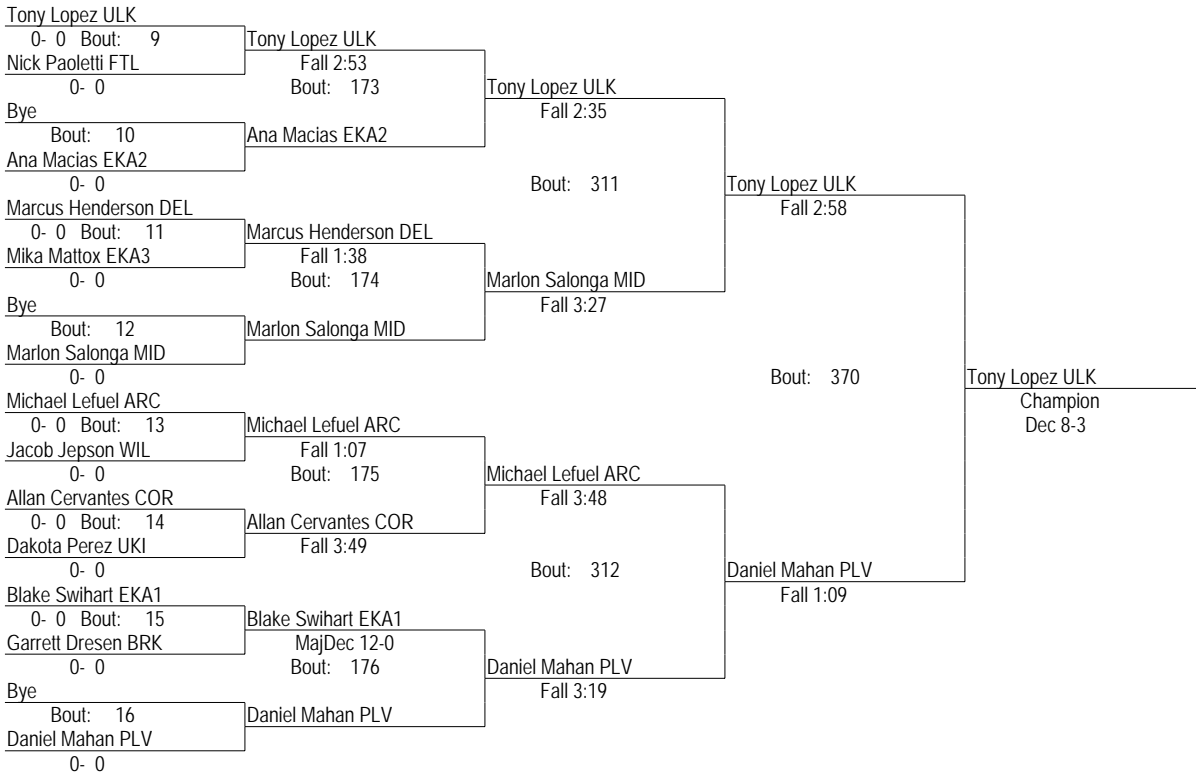 Tony Lopez ULK
0- 0 Bout: 9
Nick Paoletti FTL
0- 0
Bye
Bout: 10
Ana Macias EKA2
0- 0
Marcus Henderson DEL
0- 0 Bout: 11
Mika Mattox EKA3
0- 0
Bye
Bout: 12
Marlon Salonga MID
0- 0
Michael Lefuel ARC
0- 0 Bout: 13
Jacob Jepson WIL
0- 0
Allan Cervantes COR
0- 0 Bout: 14
Dakota Perez UKI
0- 0
Blake Swihart EKA1
0- 0 Bout: 15
Garrett Dresen BRK
0- 0
Bye
Bout: 16
Daniel Mahan PLV
0- 0
Tony Lopez ULK
Fall 2:53
Bout: 173
Ana Macias EKA2
Marcus Henderson DEL
Fall 1:38
Bout: 174
Marlon Salonga MID
Michael Lefuel ARC
Fall 1:07
Bout: 175
Allan Cervantes COR
Fall 3:49
Blake Swihart EKA1
MajDec 12-0
Bout: 176
Daniel Mahan PLV
Tony Lopez ULK
Fall 2:35
Bout: 311
Marlon Salonga MID
Fall 3:27
Michael Lefuel ARC
Fall 3:48
Bout: 312
Daniel Mahan PLV
Fall 3:19
Tony Lopez ULK
Fall 2:58
Bout: 370
Daniel Mahan PLV
Fall 1:09
Tony Lopez ULK
Champion
Dec 8-3